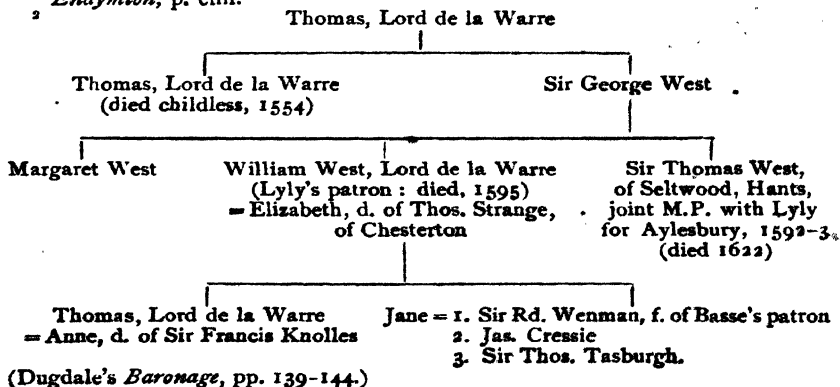 ² Endymion, p. clii.
Thomas, Lord de la Warre
Thomas, Lord de la Warre
(died childless, 1554)
Sir George West
Margaret West
William West, Lord de la Warre
(Lyly's patron : died, 1595)
= Elizabeth, d. of Thos. Strange,
of Chesterton
Sir Thomas West,
of Seltwood, Hants,
joint M.P. with Lyly
for Aylesbury, 1592-3.
(died 1622)
Thomas, Lord de la Warre
= Anne, d. of Sir Francis Knolles
Jane = 1. Sir Rd. Wenman, f. of Basse's patron
2. Jas. Cressie
3. Sir Thos. Tasburgh.
(Dugdale's Baronage, pp. 139-144.)